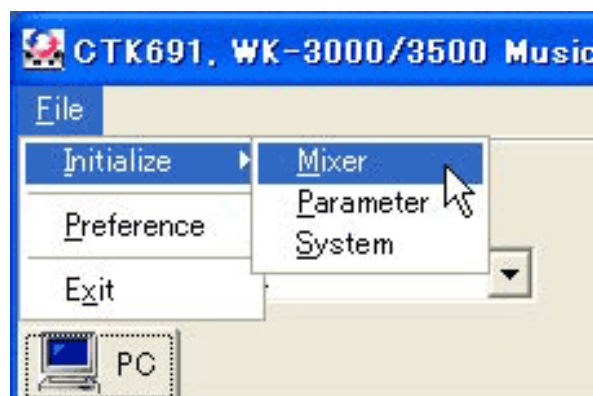 CTK691, WK-3000/3500 Music
File
Initialize
Mixer
Parameter
System
Preference
Exit
PC